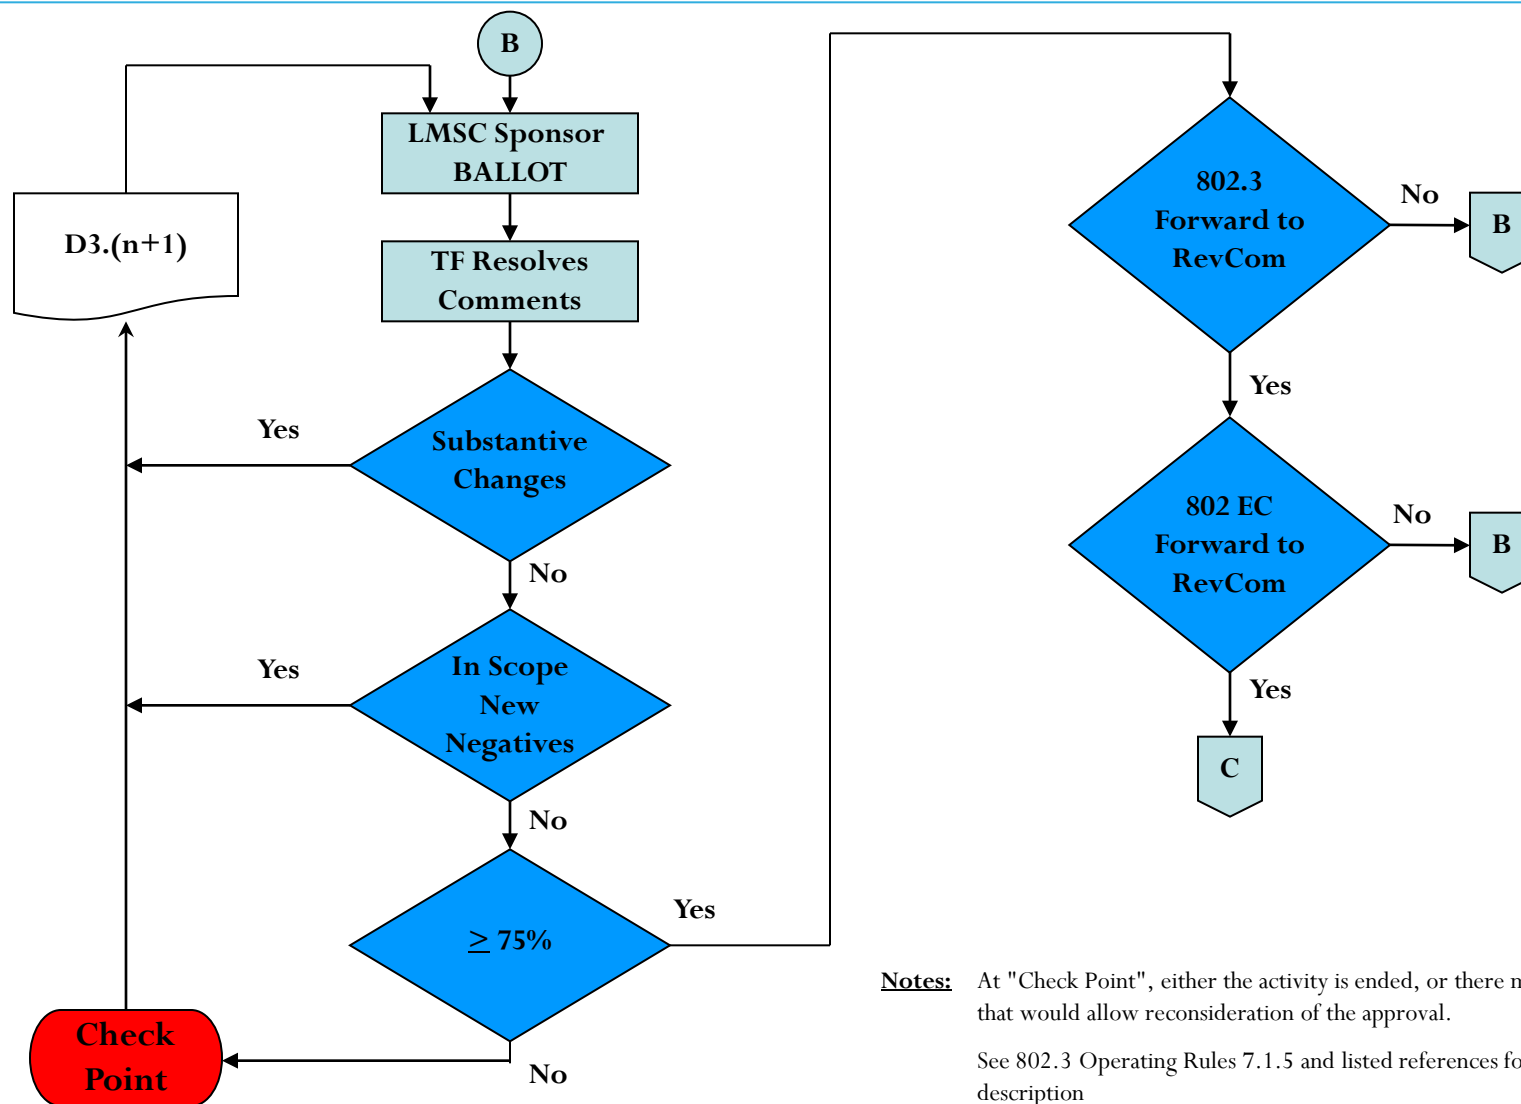 B
LMSC Sponsor
BALLOT
D3.(n+1)
TF Resolves
Comments
Yes
Substantive
Changes
No
Yes
In Scope
New
Negatives
No
≥ 75%
Yes
No
Check
Point
802.3
Forward to
RevCom
No
B
Yes
802 EC
Forward to
RevCom
No
B
Yes
C
Notes: At "Check Point", either the activity is ended, or there
that would allow reconsideration of the approval.
See 802.3 Operating Rules 7.1.5 and listed references
description